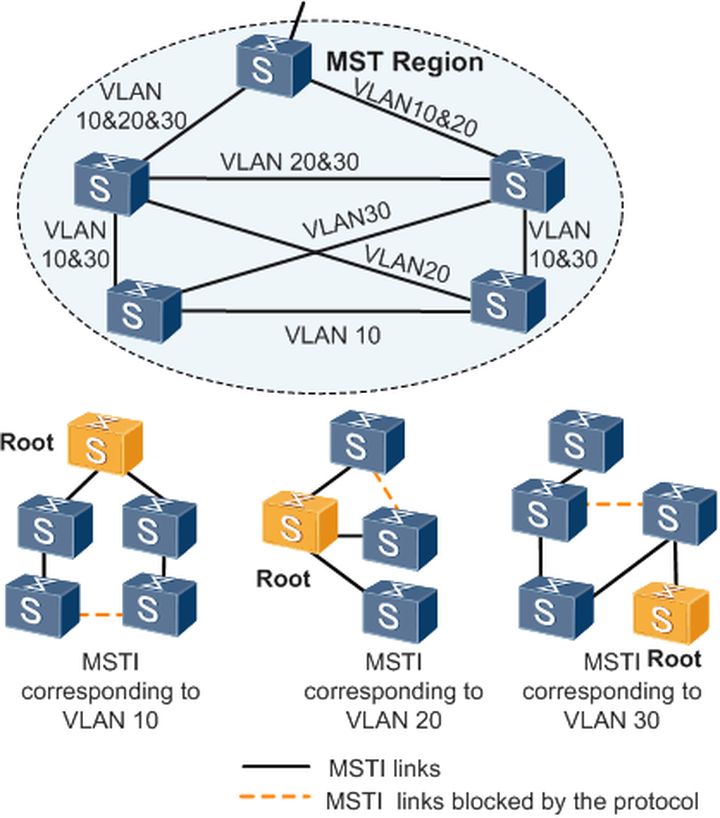 S
MST Region
VLAN
10&20&30
VLAN10&20
S
VLAN 20&30
S
VLAN
10&30
VLAN30
VLAN20
VLAN
10&30
S
S
VLAN 10
Root
S
S
S
S
S
MSTI
corresponding to
VLAN 10
S
S
Root
S
S
MSTI
corresponding to
VLAN 20
S
S
S
S
S
MSTI Root
corresponding to
VLAN 30
MSTI links
MSTI links blocked by the protocol